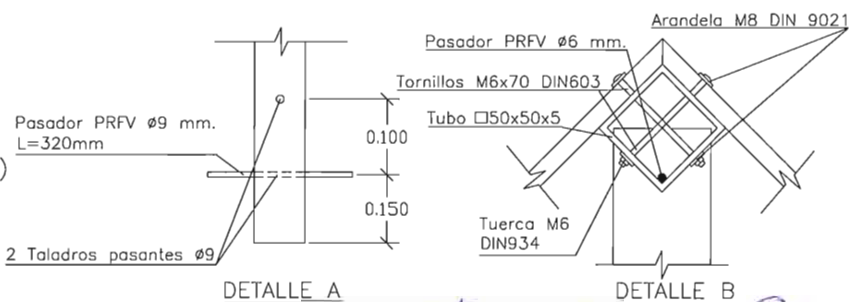 Pasador PRFV Ø9 mm.
L=320mm
0.100
0.150
2 Taladros pasantes Ø9
DETALLE A
Arandela M8 DIN 9021
Pasador PRFV Ø6 mm.
Tornillos M6x70 DIN603
Tubo □50x50x5
Tuerca M6
DIN934
DETALLE B